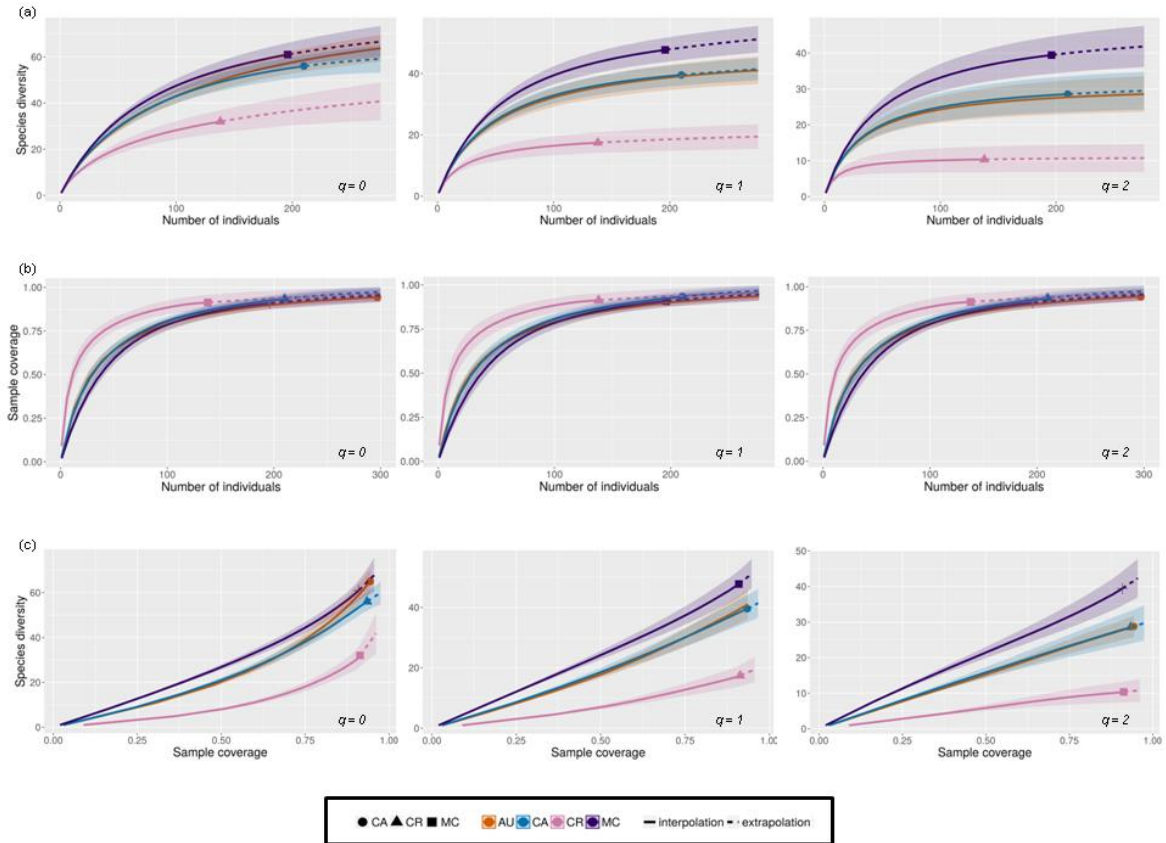 (a)
Species diversity
60
40
20
0
0 100 200
Number of individuals
q = 0
60
40
20
0
0 100 200
Number of individuals
q = 1
50
40
30
20
10
0
0 100 200
Number of individuals
q = 2
(b)
Sample coverage
1.00
0.75
0.50
0.25
0.00
0 100 200 300
Number of individuals
q = 0
1.00
0.75
0.50
0.25
0.00
0 100 200
Number of individuals
q = 1
1.00
0.75
0.50
0.25
0.00
0 100 200 300
Number of individuals
q = 2
(c)
Species diversity
60
40
20
0
0.00 0.25 0.50 0.75 1.00
Sample coverage
q = 0
60
40
20
0
0.00 0.25 0.50 0.75 1.00
Sample coverage
q = 1
50
40
30
20
10
0
0.00 0.25 0.50 0.75 1.00
Sample coverage
q = 2
CA CR MC AU CA CR MC interpolation extrapolation